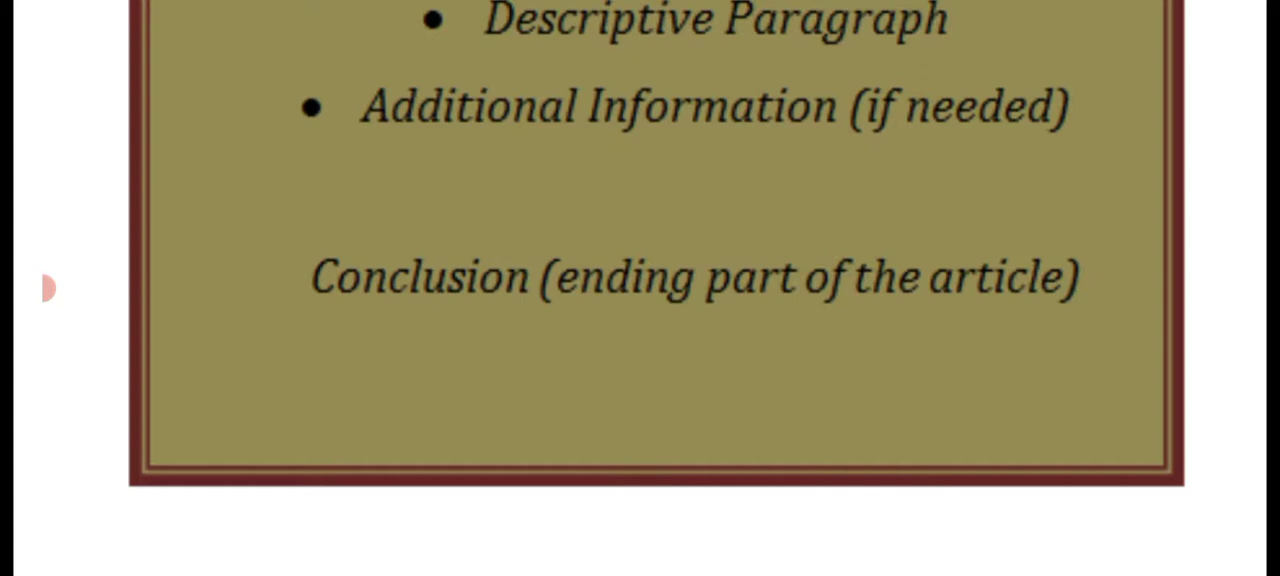 • Descriptive Paragraph
• Additional Information (if needed)
Conclusion (ending part of the article)